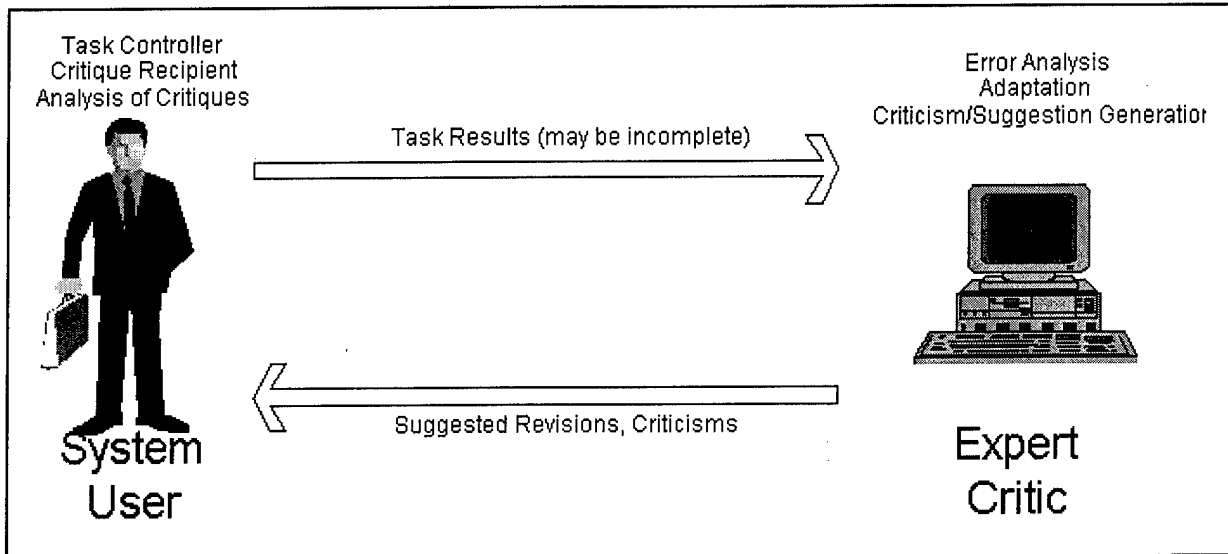 Task Controller
Critique Recipient
Analysis of Critiques
Task Results (may be incomplete)
Error Analysis
Adaptation
Criticism/Suggestion Generation
Suggested Revisions, Criticisms
System
User
Expert
Critic